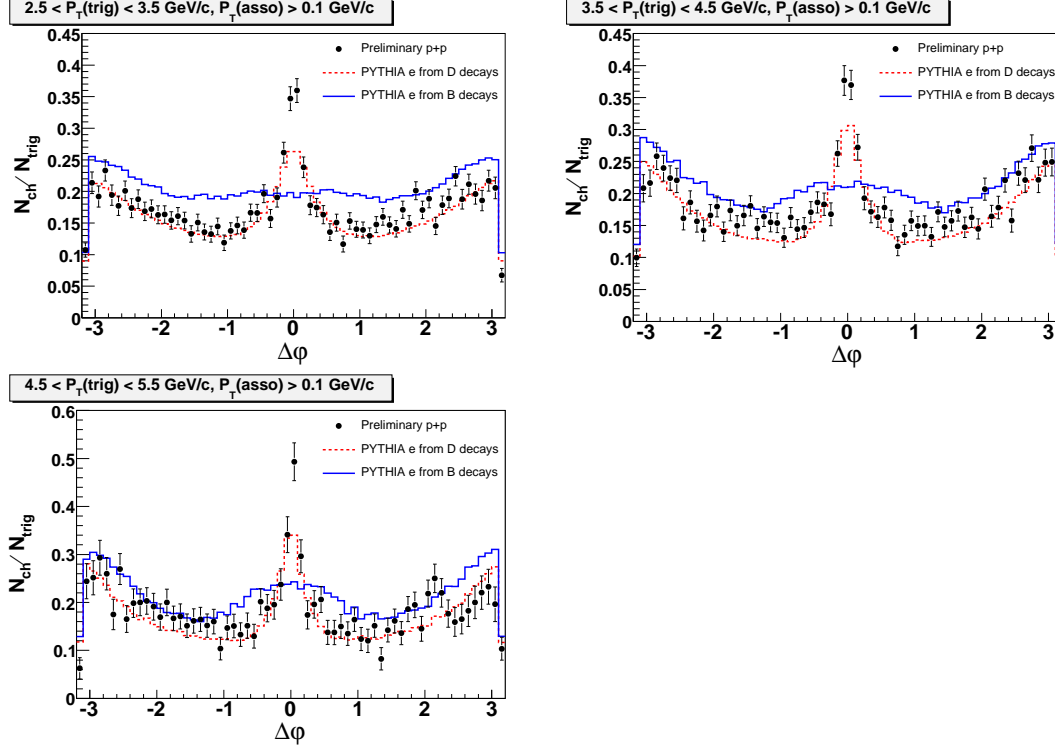 2.5 < P_T(trig) < 3.5 GeV/c, P_T(asso) > 0.1 GeV/c
N_ch/ N_trig
0.45
0.4
0.35
0.3
0.25
0.2
0.15
0.1
0.05
0
Preliminary p+p
PYTHIA e from D decays
PYTHIA e from B decays
-3 -2 -1 0 1 2 3
Δφ
3.5 < P_T(trig) < 4.5 GeV/c, P_T(asso) > 0.1 GeV/c
N_ch/ N_trig
0.45
0.4
0.35
0.3
0.25
0.2
0.15
0.1
0.05
0
Preliminary p+p
PYTHIA e from D decays
PYTHIA e from B decays
-3 -2 -1 0 1 2 3
Δφ
4.5 < P_T(trig) < 5.5 GeV/c, P_T(asso) > 0.1 GeV/c
N_ch/ N_trig
0.6
0.5
0.4
0.3
0.2
0.1
0
Preliminary p+p
PYTHIA e from D decays
PYTHIA e from B decays
-3 -2 -1 0 1 2 3
Δφ